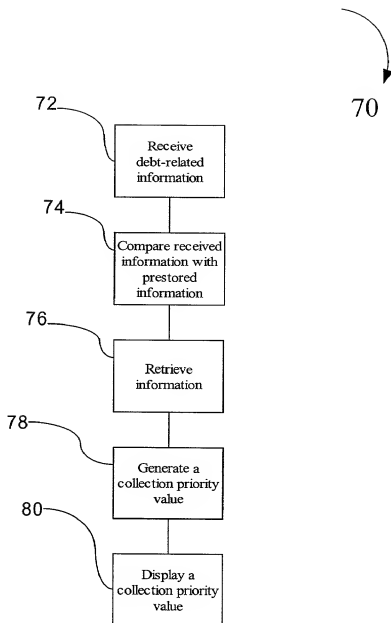 70
72
Receive
debt-related
information
74
Compare received
information with
prestored
information
76
Retrieve
information
78
Generate a
collection priority
value
80
Display a
collection priority
value